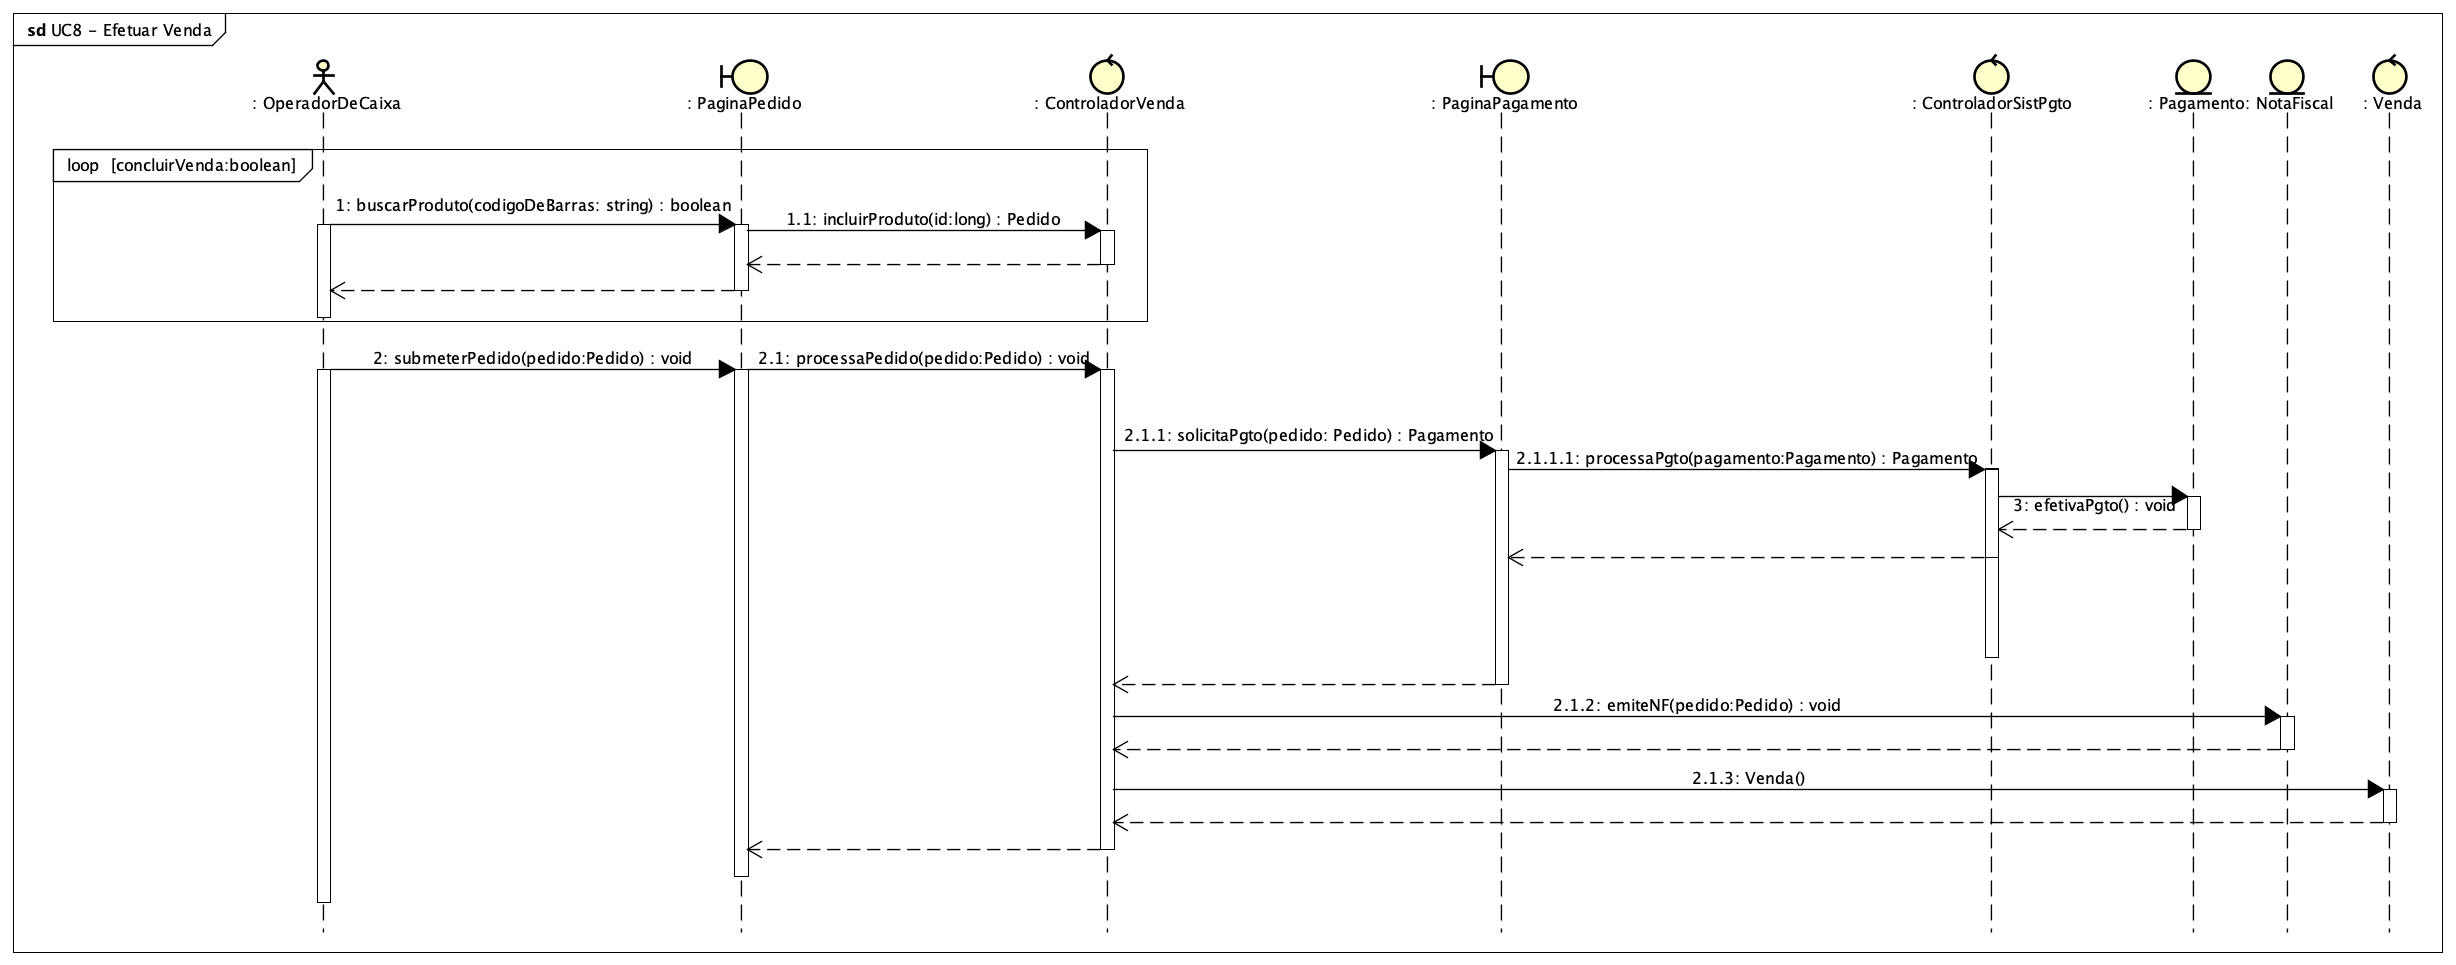 sd UC8 - Efetuar Venda
: OperadorDeCaixa
: PaginaPedido
: ControladorVenda
: PaginaPagamento
: ControladorSistPgto
: Pagamento
: NotaFiscal
: Venda
loop [concluirVenda:boolean]
1: buscarProduto(codigoDeBarras: string) : boolean
1.1: incluirProduto(id:long) : Pedido
2: submeterPedido(pedido:Pedido) : void
2.1: processaPedido(pedido:Pedido) : void
2.1.1: solicitaPgto(pedido: Pedido) : Pagamento
2.1.1.1: processaPgto(pagamento:Pagamento) : Pagamento
3: efetivaPgto() : void
2.1.2: emiteNF(pedido:Pedido) : void
2.1.3: Venda()